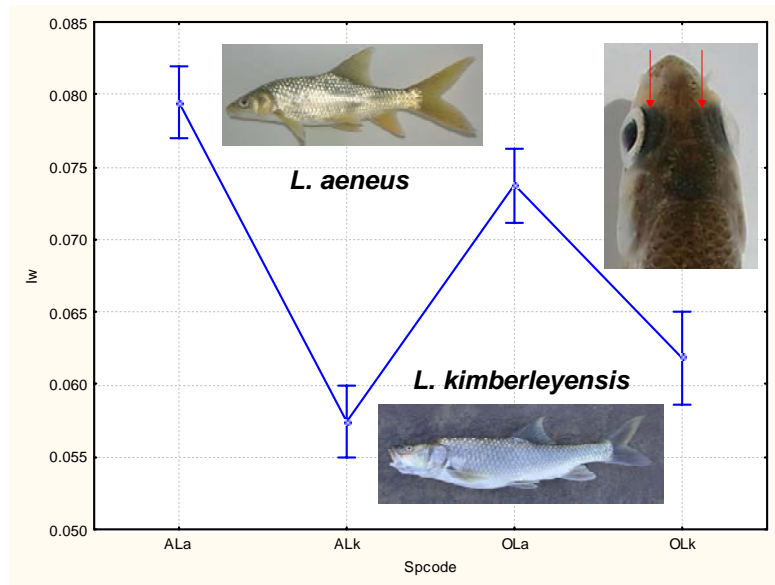 0.085
0.080
0.075
0.070
0.065
0.060
0.055
0.050
Iw
L. aeneus
L. kimberleyensis
ALa
ALk
OLa
OLk
Spcode